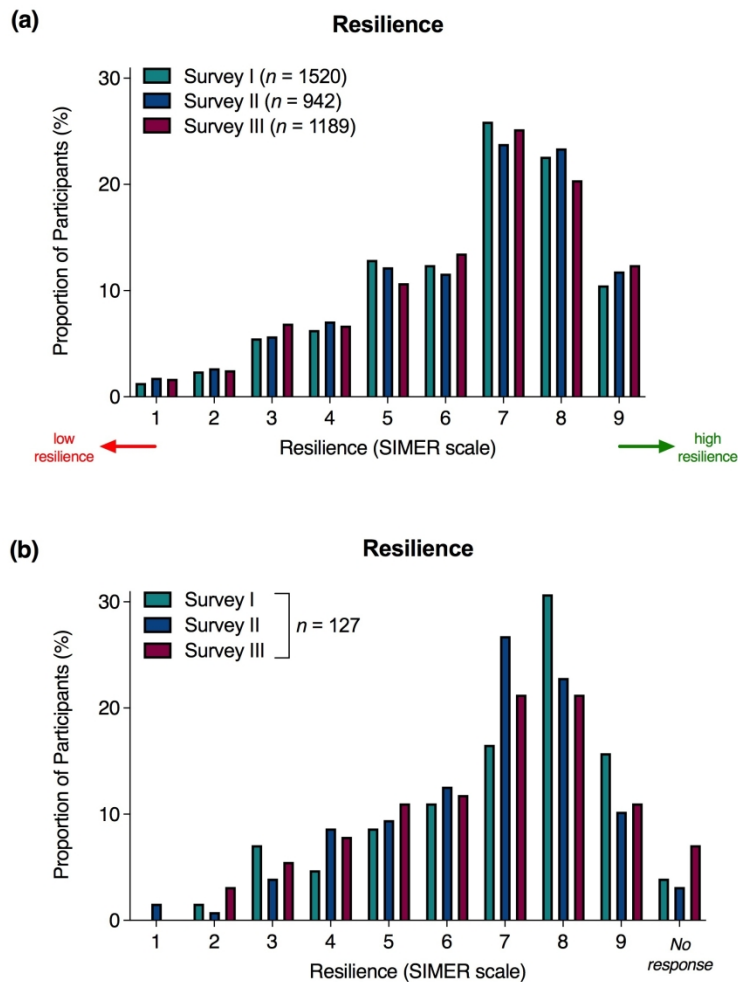 (a)
Resilience
Survey I (n = 1520)
Survey II (n = 942)
Survey III (n = 1189)
Proportion of Participants (%)
30
20
10
0
1 2 3 4 5 6 7 8 9
low
resilience
Resilience (SIMER scale)
high
resilience
(b)
Resilience
Survey I
Survey II
Survey III
n = 127
Proportion of Participants (%)
30
20
10
0
1 2 3 4 5 6 7 8 9 No
response
Resilience (SIMER scale)